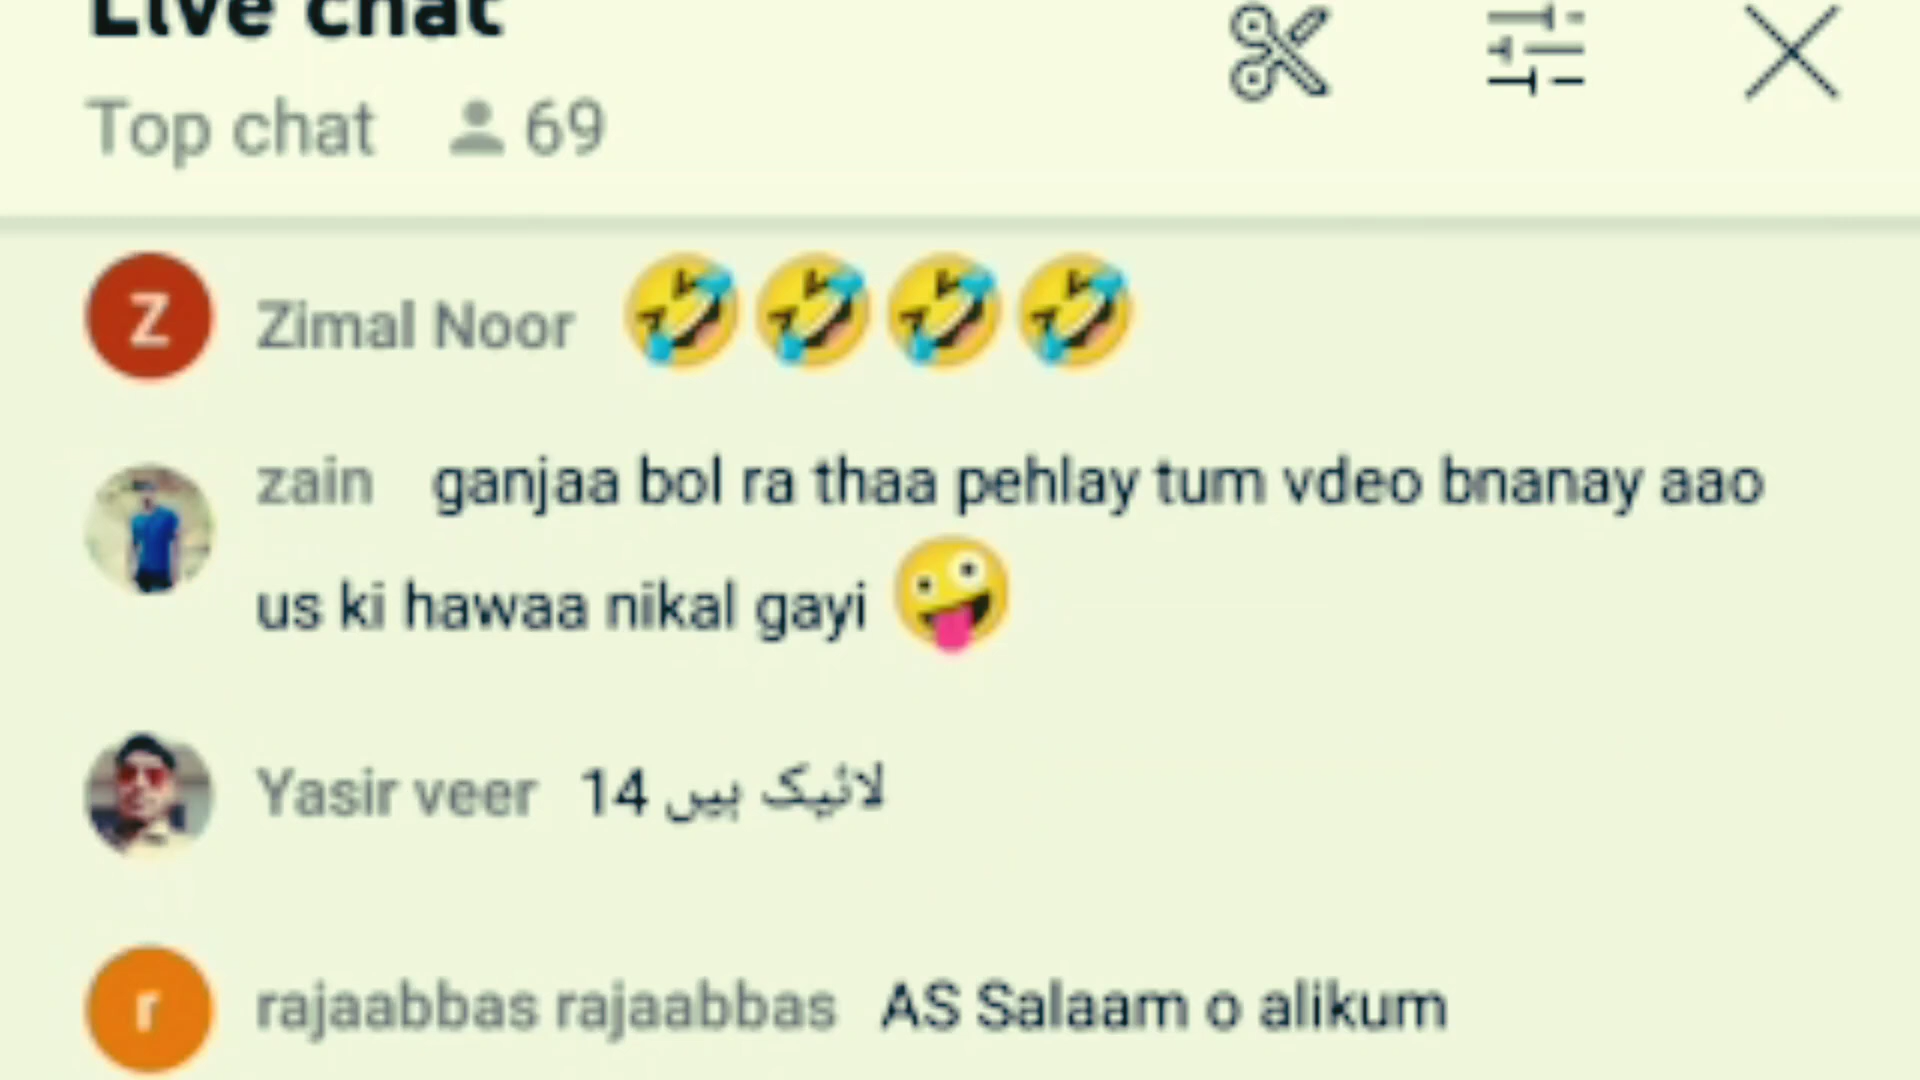 Live chat
Top chat 69
Z Zimal Noor 🤣🤣🤣🤣
zain ganjaa bol ra thaa pehlay tum vdeo bnanay aao
us ki hawaa nikal gayi 🤪
Yasir veer 14 لائیک ہیں
r rajaabbas rajaabbas AS Salaam o alikum